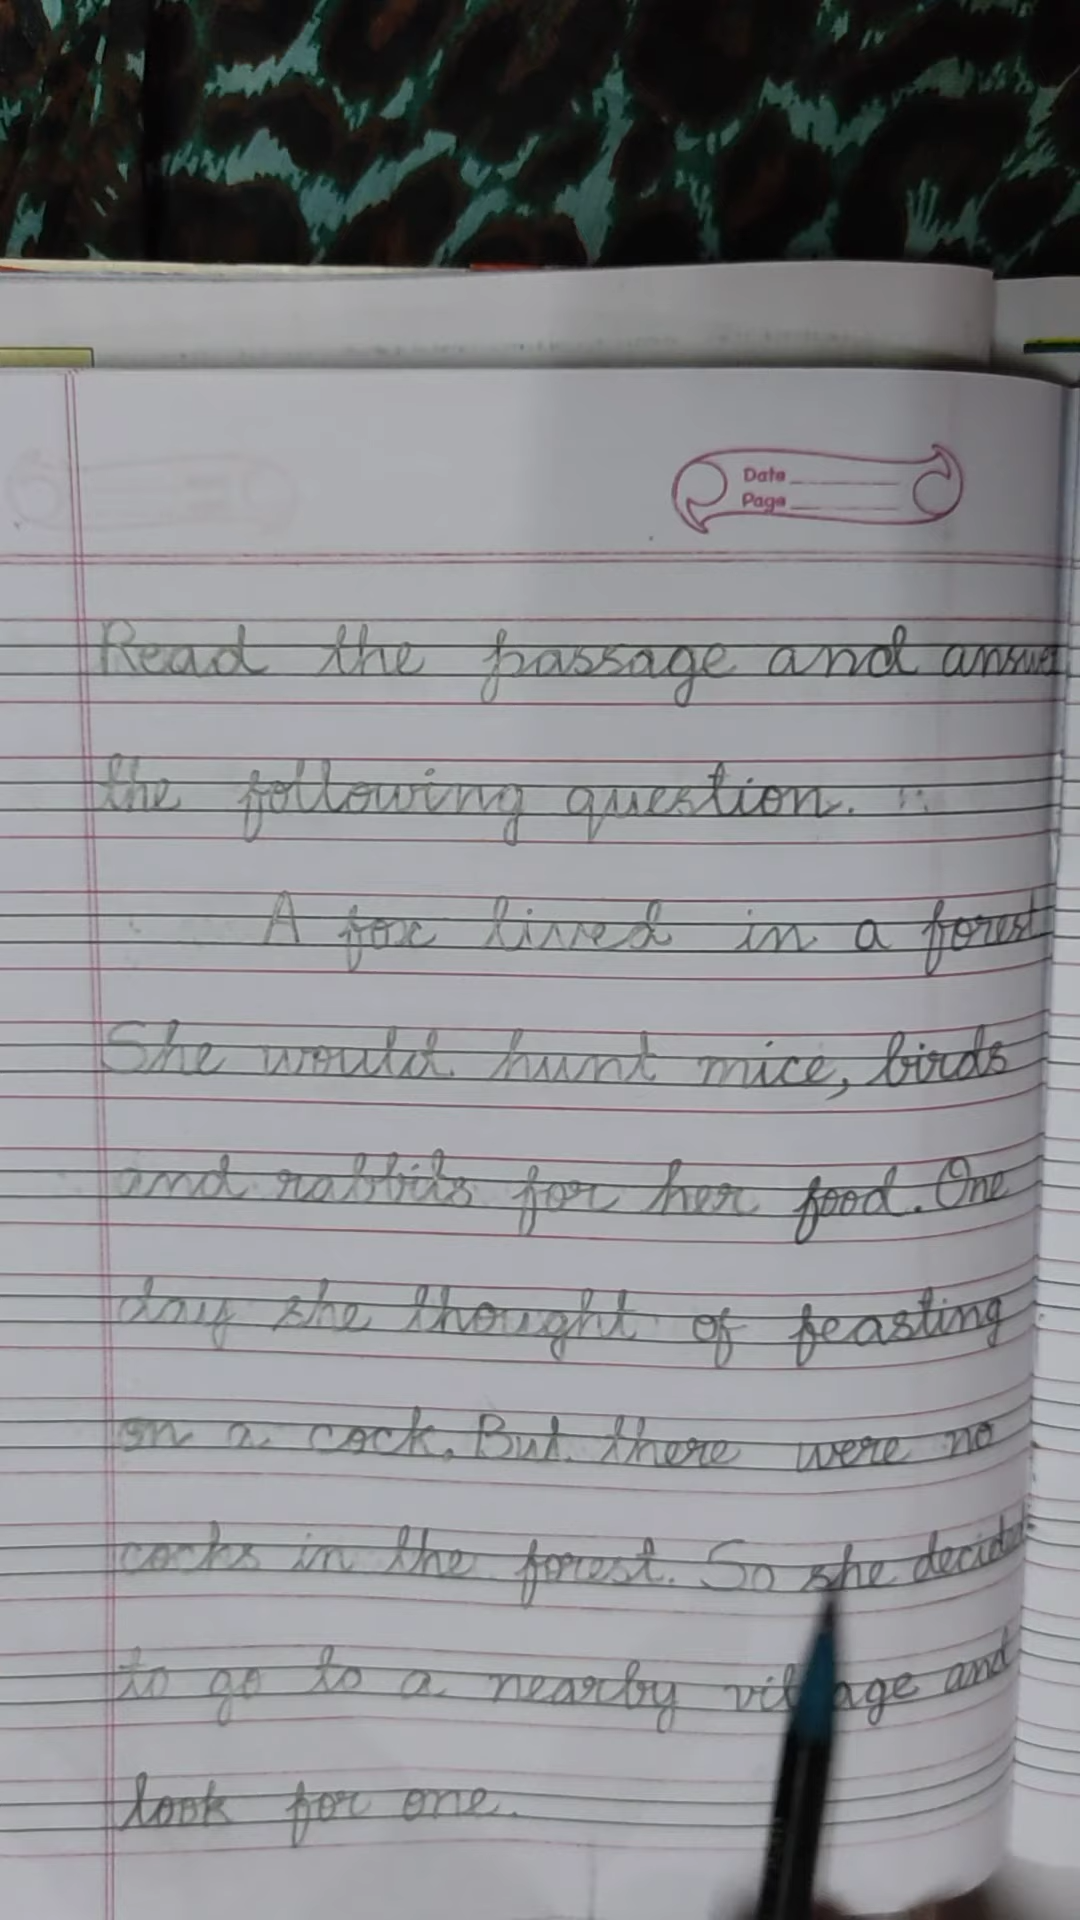 Date
Page
Read the passage and answer
the following question.
A fox lived in a forest
She would hunt mice, birds
and rabbits for her food. One
day she thought of feasting
on a cock. But there were no
cocks in the forest. So she decided
to go to a nearby village and
look for one.